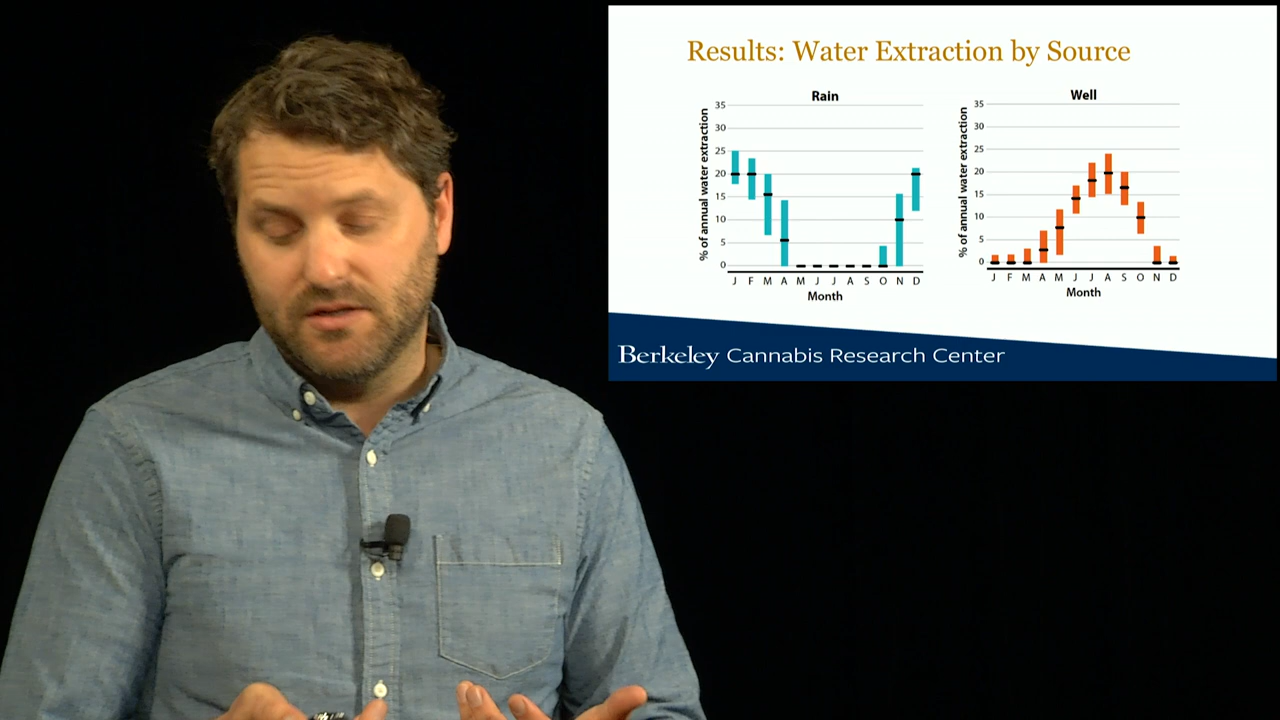 Results: Water Extraction by Source
Rain
% of annual water extraction
35
30
25
20
15
10
5
0
J F M A M J J A S O N D
Month
Well
% of annual water extraction
35
30
25
20
15
10
5
0
J F M A M J J A S O N D
Month
Berkeley Cannabis Research Center